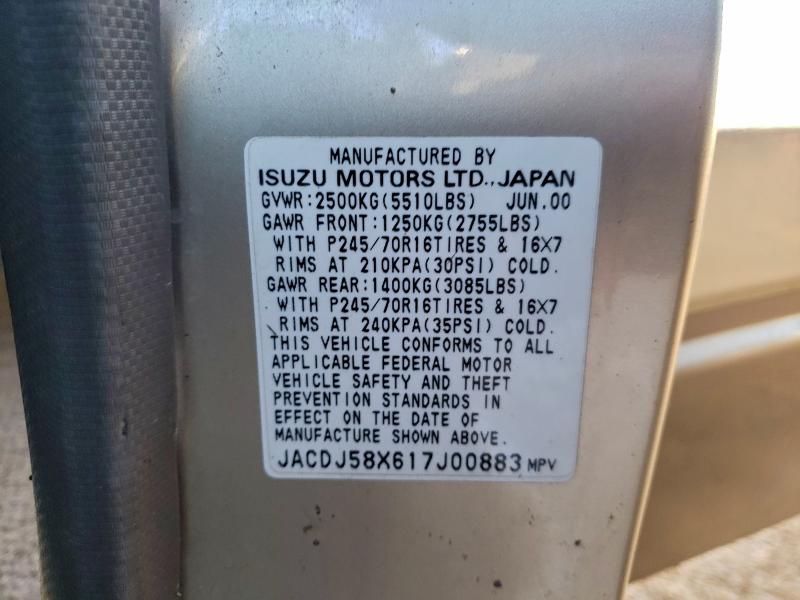 MANUFACTURED BY
ISUZU MOTORS LTD., JAPAN
GVWR:2500KG(5510LBS) JUN.00
GAWR FRONT:1250KG(2755LBS)
WITH P245/70R16TIRES & 16X7
RIMS AT 210KPA(30PSI) COLD.
GAWR REAR:1400KG(3085LBS)
WITH P245/70R16TIRES & 16X7
RIMS AT 240KPA(35PSI) COLD.
THIS VEHICLE CONFORMS TO ALL
APPLICABLE FEDERAL MOTOR
VEHICLE SAFETY AND THEFT
PREVENTION STANDARDS IN
EFFECT ON THE DATE OF
MANUFACTURE SHOWN ABOVE.
JACDJ58X617J00883 MPV